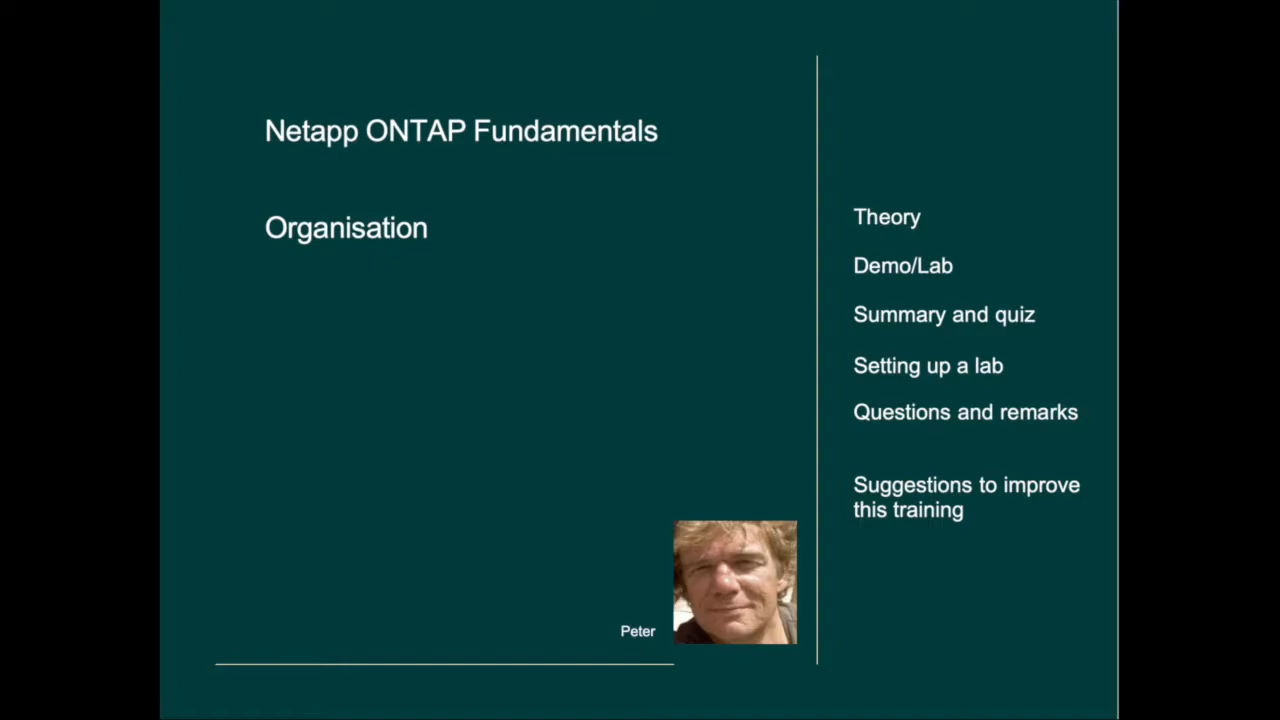 Netapp ONTAP Fundamentals
Organisation
Theory
Demo/Lab
Summary and quiz
Setting up a lab
Questions and remarks
Suggestions to improve
this training
Peter